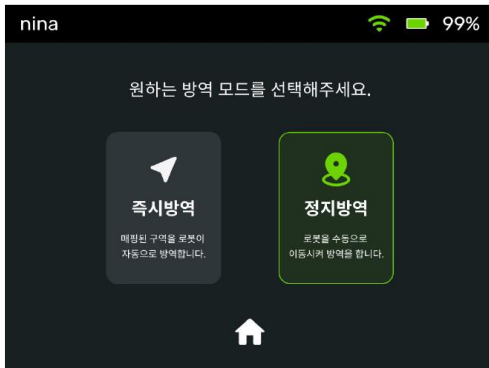 nina
99%
원하는 방역 모드를 선택해주세요.
즉시방역
매핑된 구역을 로봇이
자동으로 방역합니다.
정지방역
로봇을 수동으로
이동시켜 방역을 합니다.